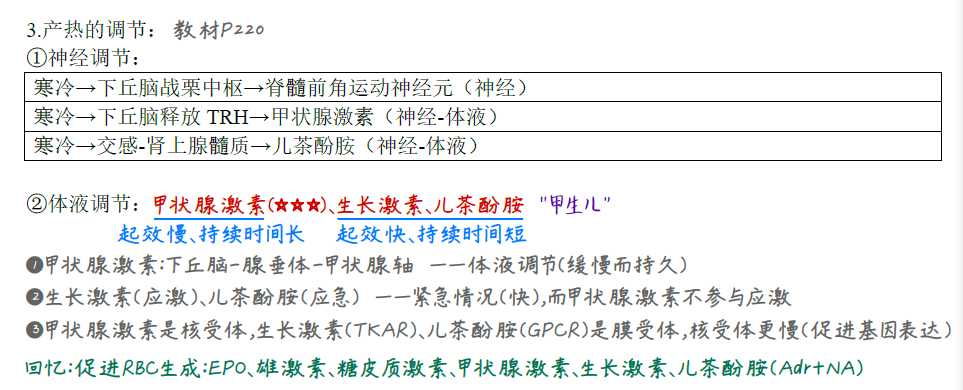 3.产热的调节：教材P220
①神经调节：
寒冷→下丘脑战栗中枢→脊髓前角运动神经元（神经）
寒冷→下丘脑释放 TRH→甲状腺激素（神经-体液）
寒冷→交感-肾上腺髓质→儿茶酚胺（神经-体液）
②体液调节：甲状腺激素(☆☆☆)、生长激素、儿茶酚胺 "甲生儿"
起效慢、持续时间长 起效快、持续时间短
❶甲状腺激素:下丘脑-腺垂体-甲状腺轴 ——体液调节(缓慢而持久)
❷生长激素(应激)、儿茶酚胺(应急) ——紧急情况(快),而甲状腺激素不参与应激
❸甲状腺激素是核受体,生长激素(TKAR)、儿茶酚胺(GPCR)是膜受体,核受体更慢(促进基因表达)
回忆:促进RBC生成:EPO、雄激素、糖皮质激素、甲状腺激素、生长激素、儿茶酚胺(Adr+NA)